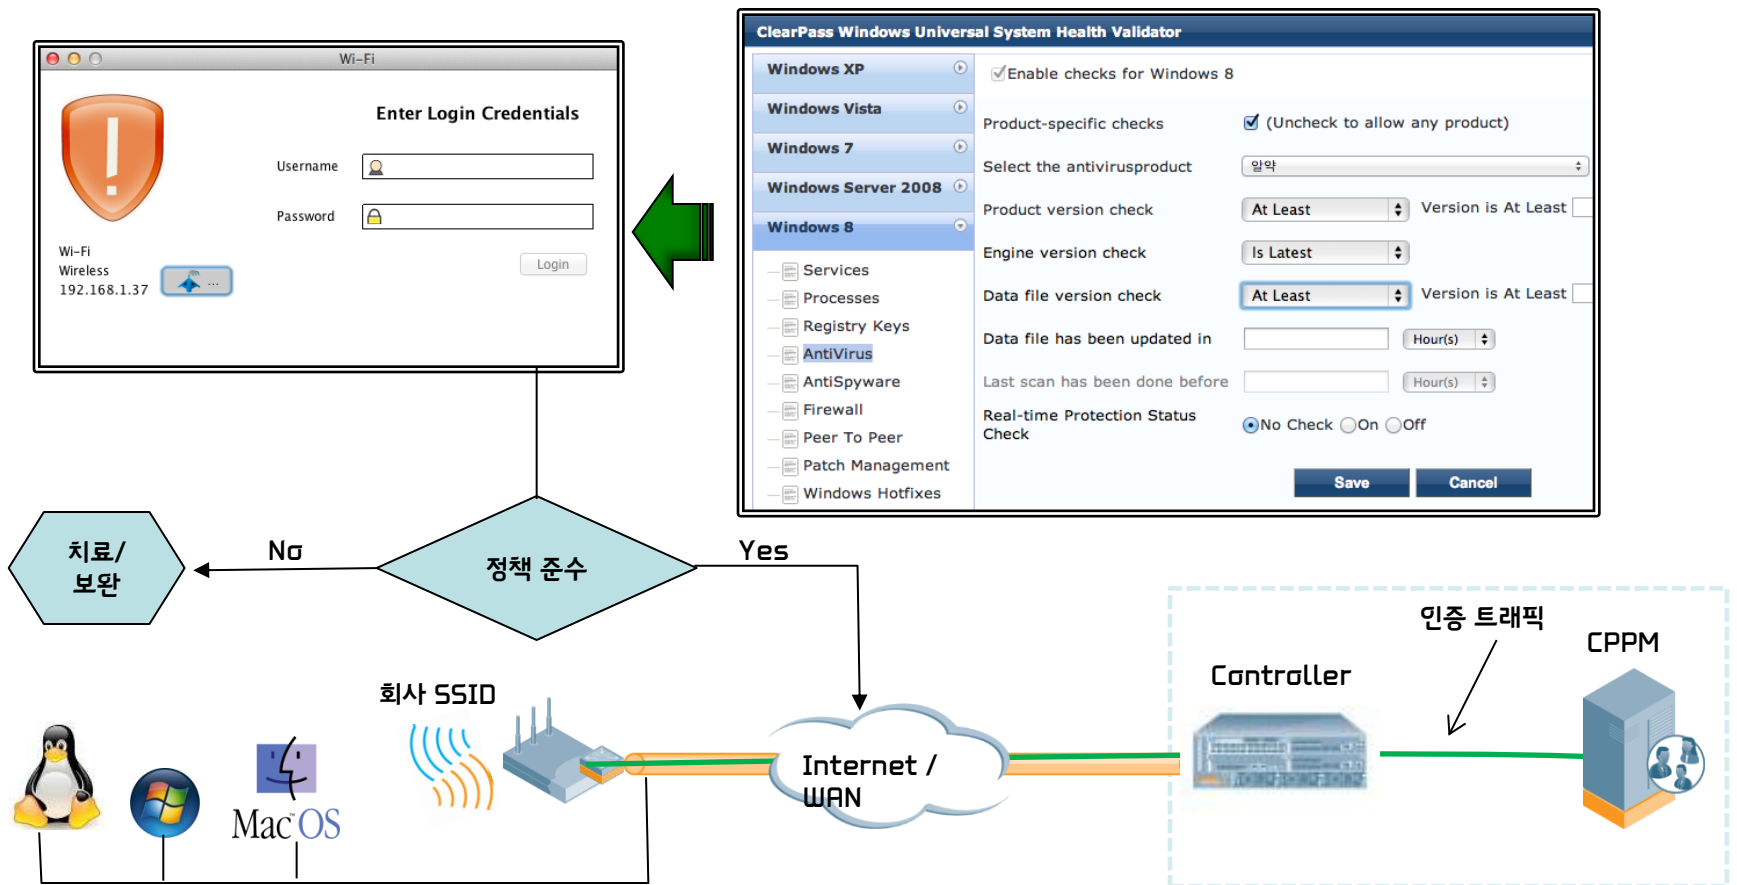 Wi-Fi
Enter Login Credentials
Username
Password
Login
Wi-Fi
Wireless
192.168.1.37
...
ClearPass Windows Universal System Health Validator
Windows XP
Windows Vista
Windows 7
Windows Server 2008
Windows 8
Services
Processes
Registry Keys
AntiVirus
AntiSpyware
Firewall
Peer To Peer
Patch Management
Windows Hotfixes
Enable checks for Windows 8
Product-specific checks (Uncheck to allow any product)
Select the antivirusproduct 알약
Product version check At Least Version is At Least
Engine version check Is Latest
Data file version check At Least Version is At Least
Data file has been updated in Hour(s)
Last scan has been done before Hour(s)
Real-time Protection Status
Check
No Check On Off
Save Cancel
치료/
보완
No
정책 준수
Yes
회사 SSID
Mac™OS
Internet /
WAN
Controller
인증 트래픽
CPPM